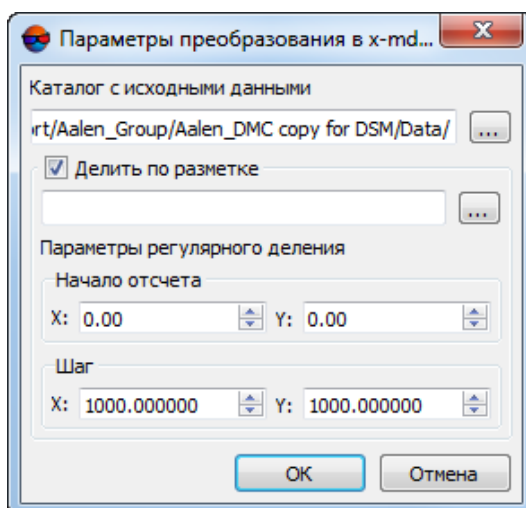 Параметры преобразования в x-md...
Каталог с исходными данными
rt/Aalen_Group/Aalen_DMC copy for DSM/Data/ ...
Делить по разметке
...
Параметры регулярного деления
Начало отсчета
X: 0.00 Y: 0.00
Шаг
X: 1000.000000 Y: 1000.000000
OK Отмена